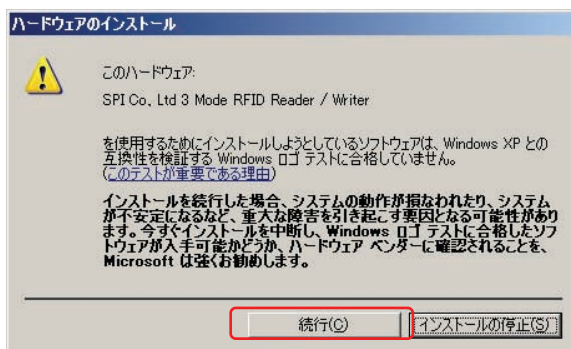 ハードウェアのインストール
このハードウェア:
SPI Co, Ltd 3 Mode RFID Reader / Writer
を使用するためにインストールしようとしているソフトウェアは、Windows XP との
互換性を検証する Windows ロゴ テストに合格していません。
(このテストが重要である理由)
インストールを続行した場合、システムの動作が損なわれたり、システム
が不安定になるなど、重大な障害を引き起こす要因となる可能性があり
ます。今すぐインストールを中断し、Windows ロゴ テストに合格したソフ
トウェアが入手可能かどうか、ハードウェア ベンダーに確認されることを、
Microsoft は強くお勧めします。
続行(C) インストールの停止(S)